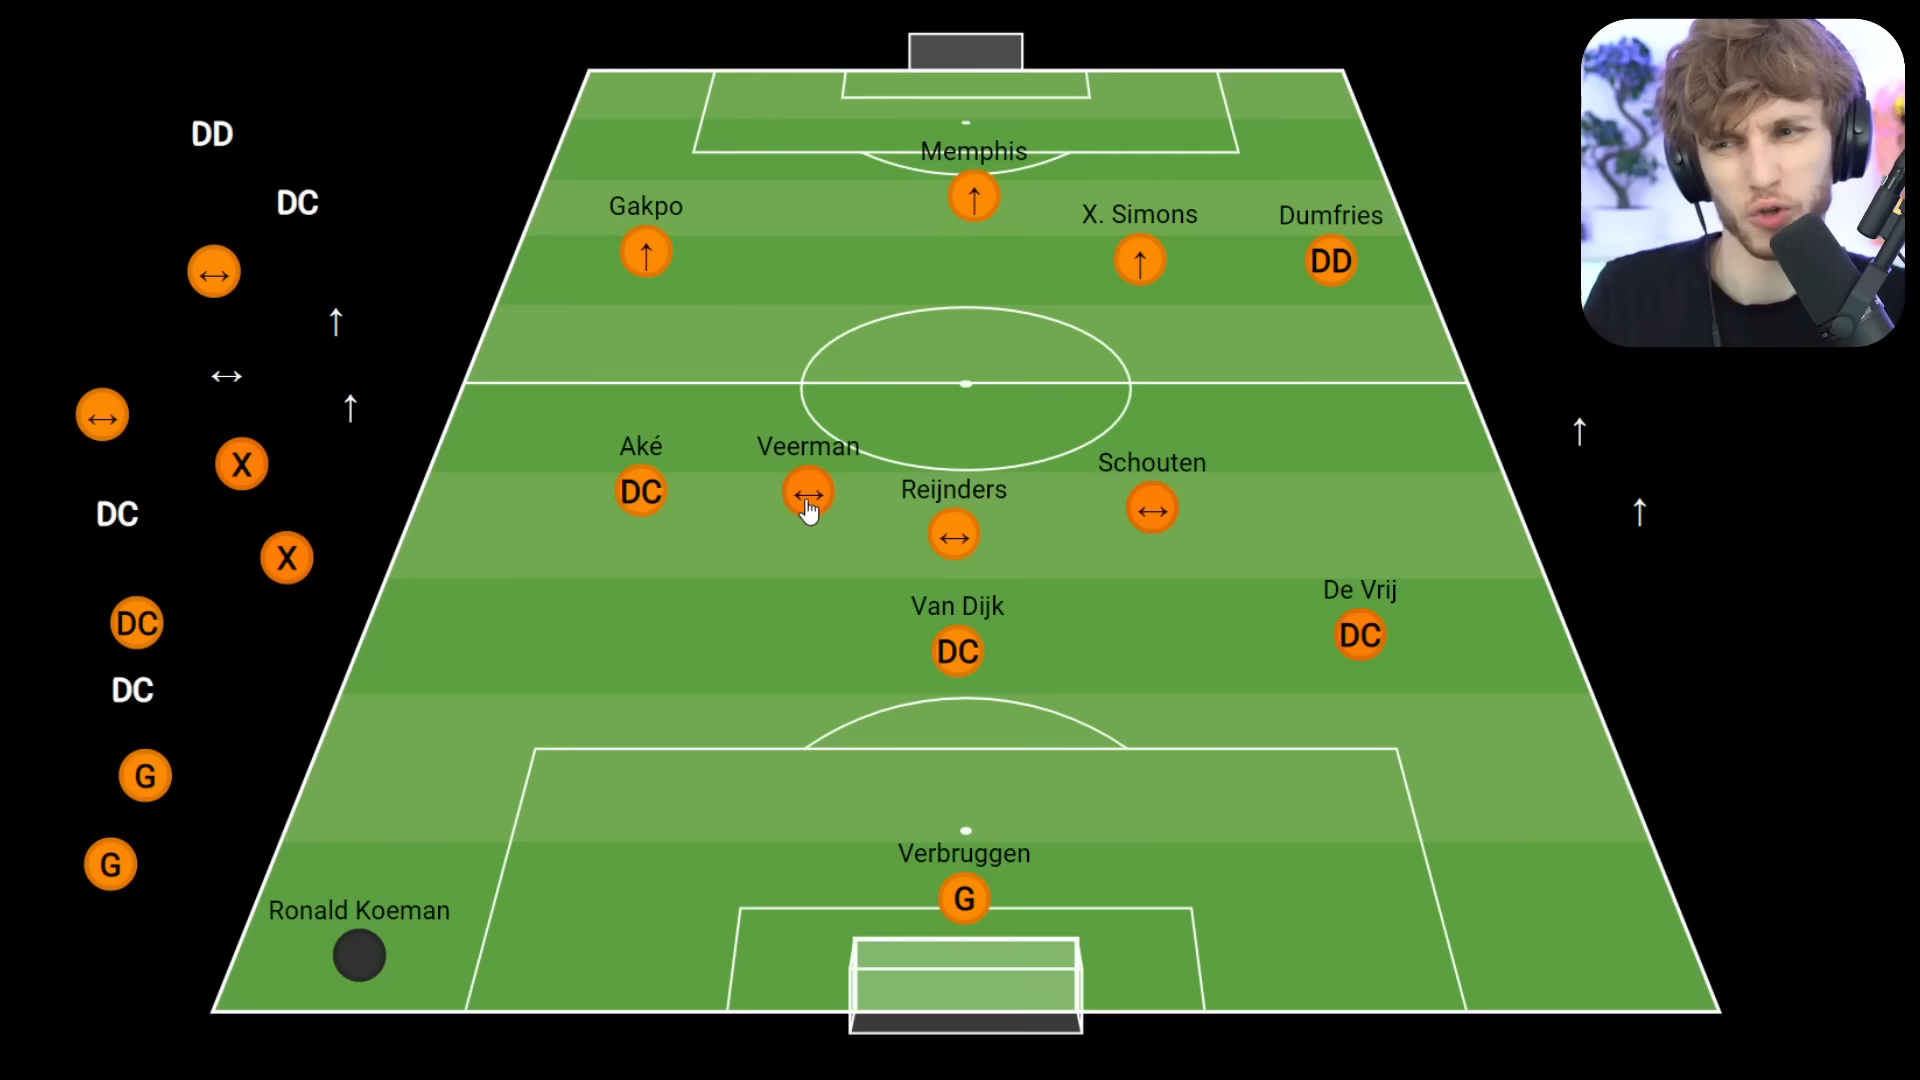 DD
DC
↔
↑
↔
↑
↔
X
DC
X
DC
DC
G
G
Memphis
↑
Gakpo
↑
X. Simons
↑
Dumfries
DD
Aké
DC
Veerman
↔
Reijnders
↔
Schouten
↔
Van Dijk
DC
De Vrij
DC
Verbruggen
G
Ronald Koeman
↑
↑